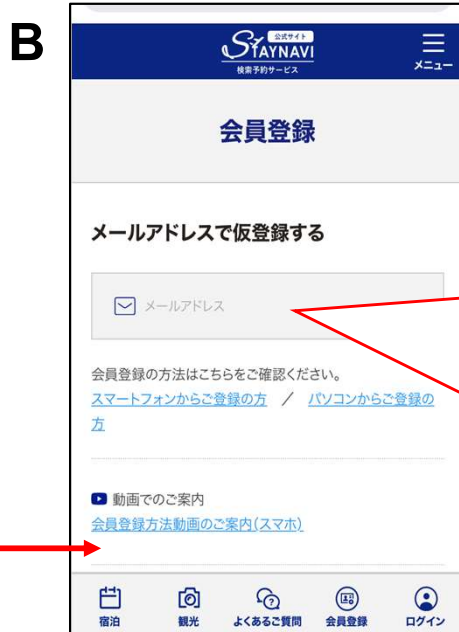 B
公式サイト
STAYNAVI
検索予約サービス
メニュー
会員登録
メールアドレスで仮登録する
メールアドレス
会員登録の方法はこちらをご確認ください。
スマートフォンからご登録の方 / パソコンからご登録の
方
動画でのご案内
会員登録方法動画のご案内(スマホ)
宿泊 観光 よくあるご質問 会員登録 ログイン